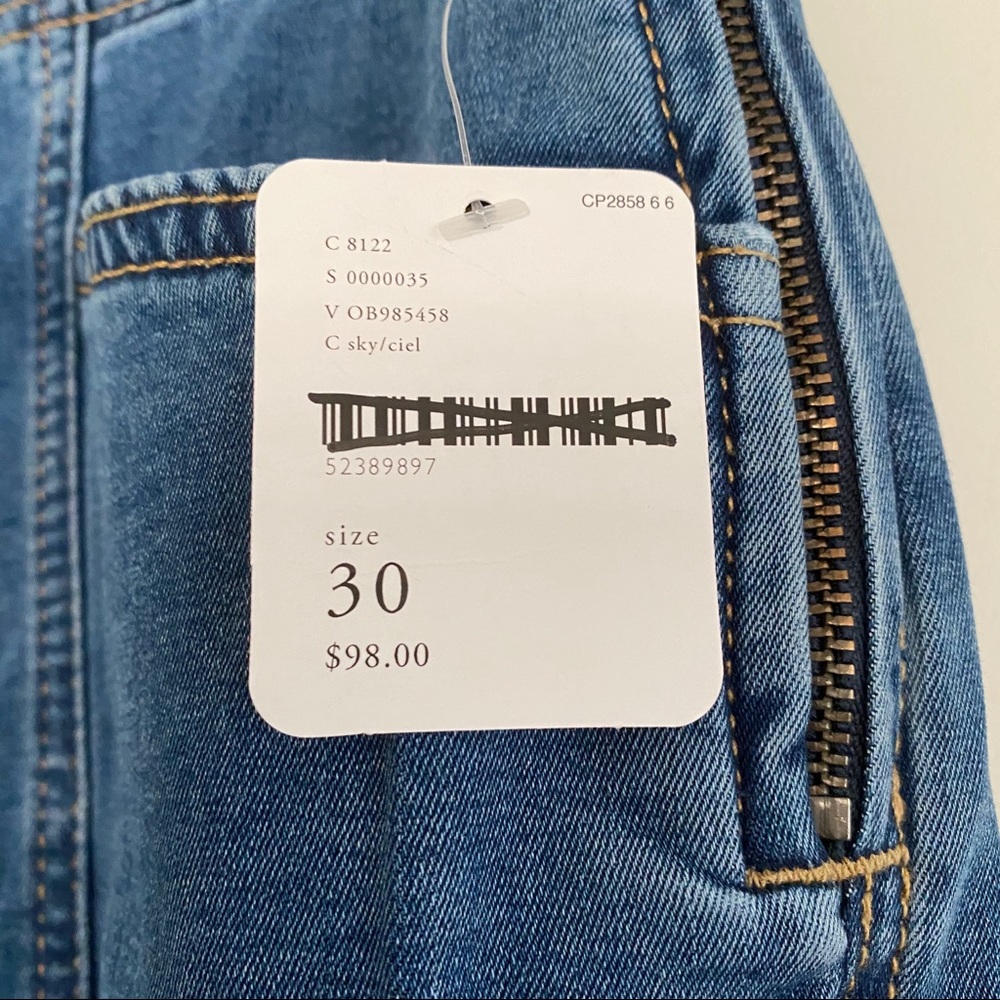 CP2858 6 6
C 8122
S 0000035
V OB985458
C sky/ciel
52389897
size
30
$98.00